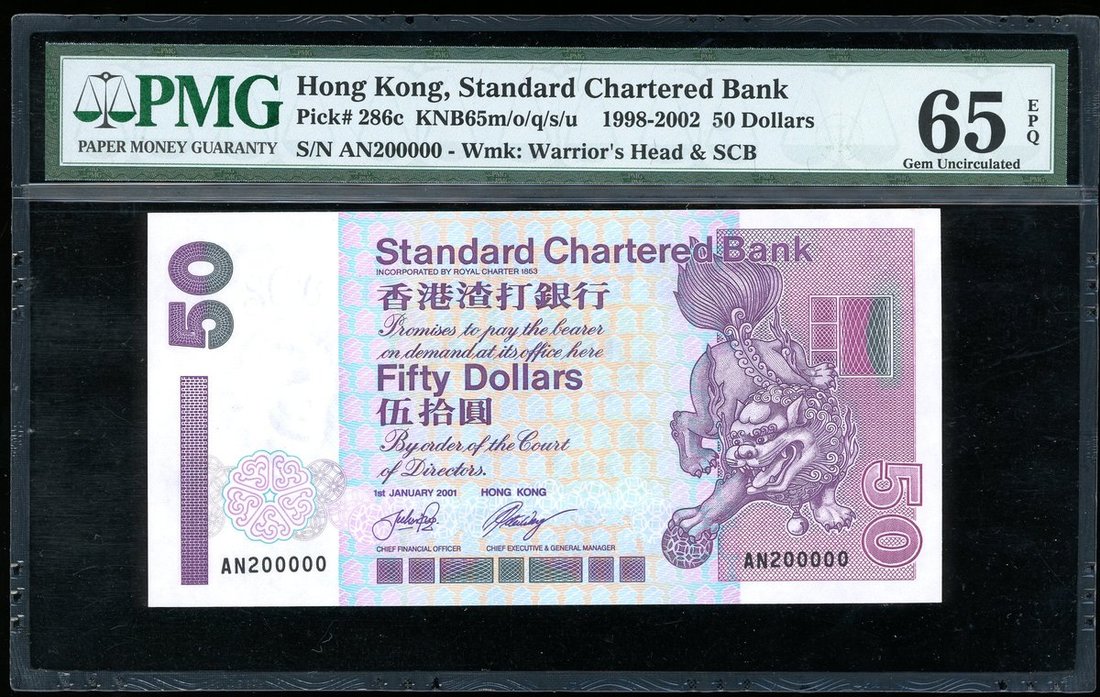 PMG
PAPER MONEY GUARANTY
Hong Kong, Standard Chartered Bank
Pick# 286c KNB65m/o/q/s/u 1998-2002 50 Dollars
S/N AN200000 - Wmk: Warrior's Head & SCB
65
EPQ
Gem Uncirculated
50
Standard Chartered Bank
INCORPORATED BY ROYAL CHARTER 1853
香港渣打銀行
Promises to pay the bearer
on demand at its office here
Fifty Dollars
伍拾圓
By order of the Court
of Directors.
1st JANUARY 2001 HONG KONG
CHIEF FINANCIAL OFFICER CHIEF EXECUTIVE & GENERAL MANAGER
AN200000
AN200000
50